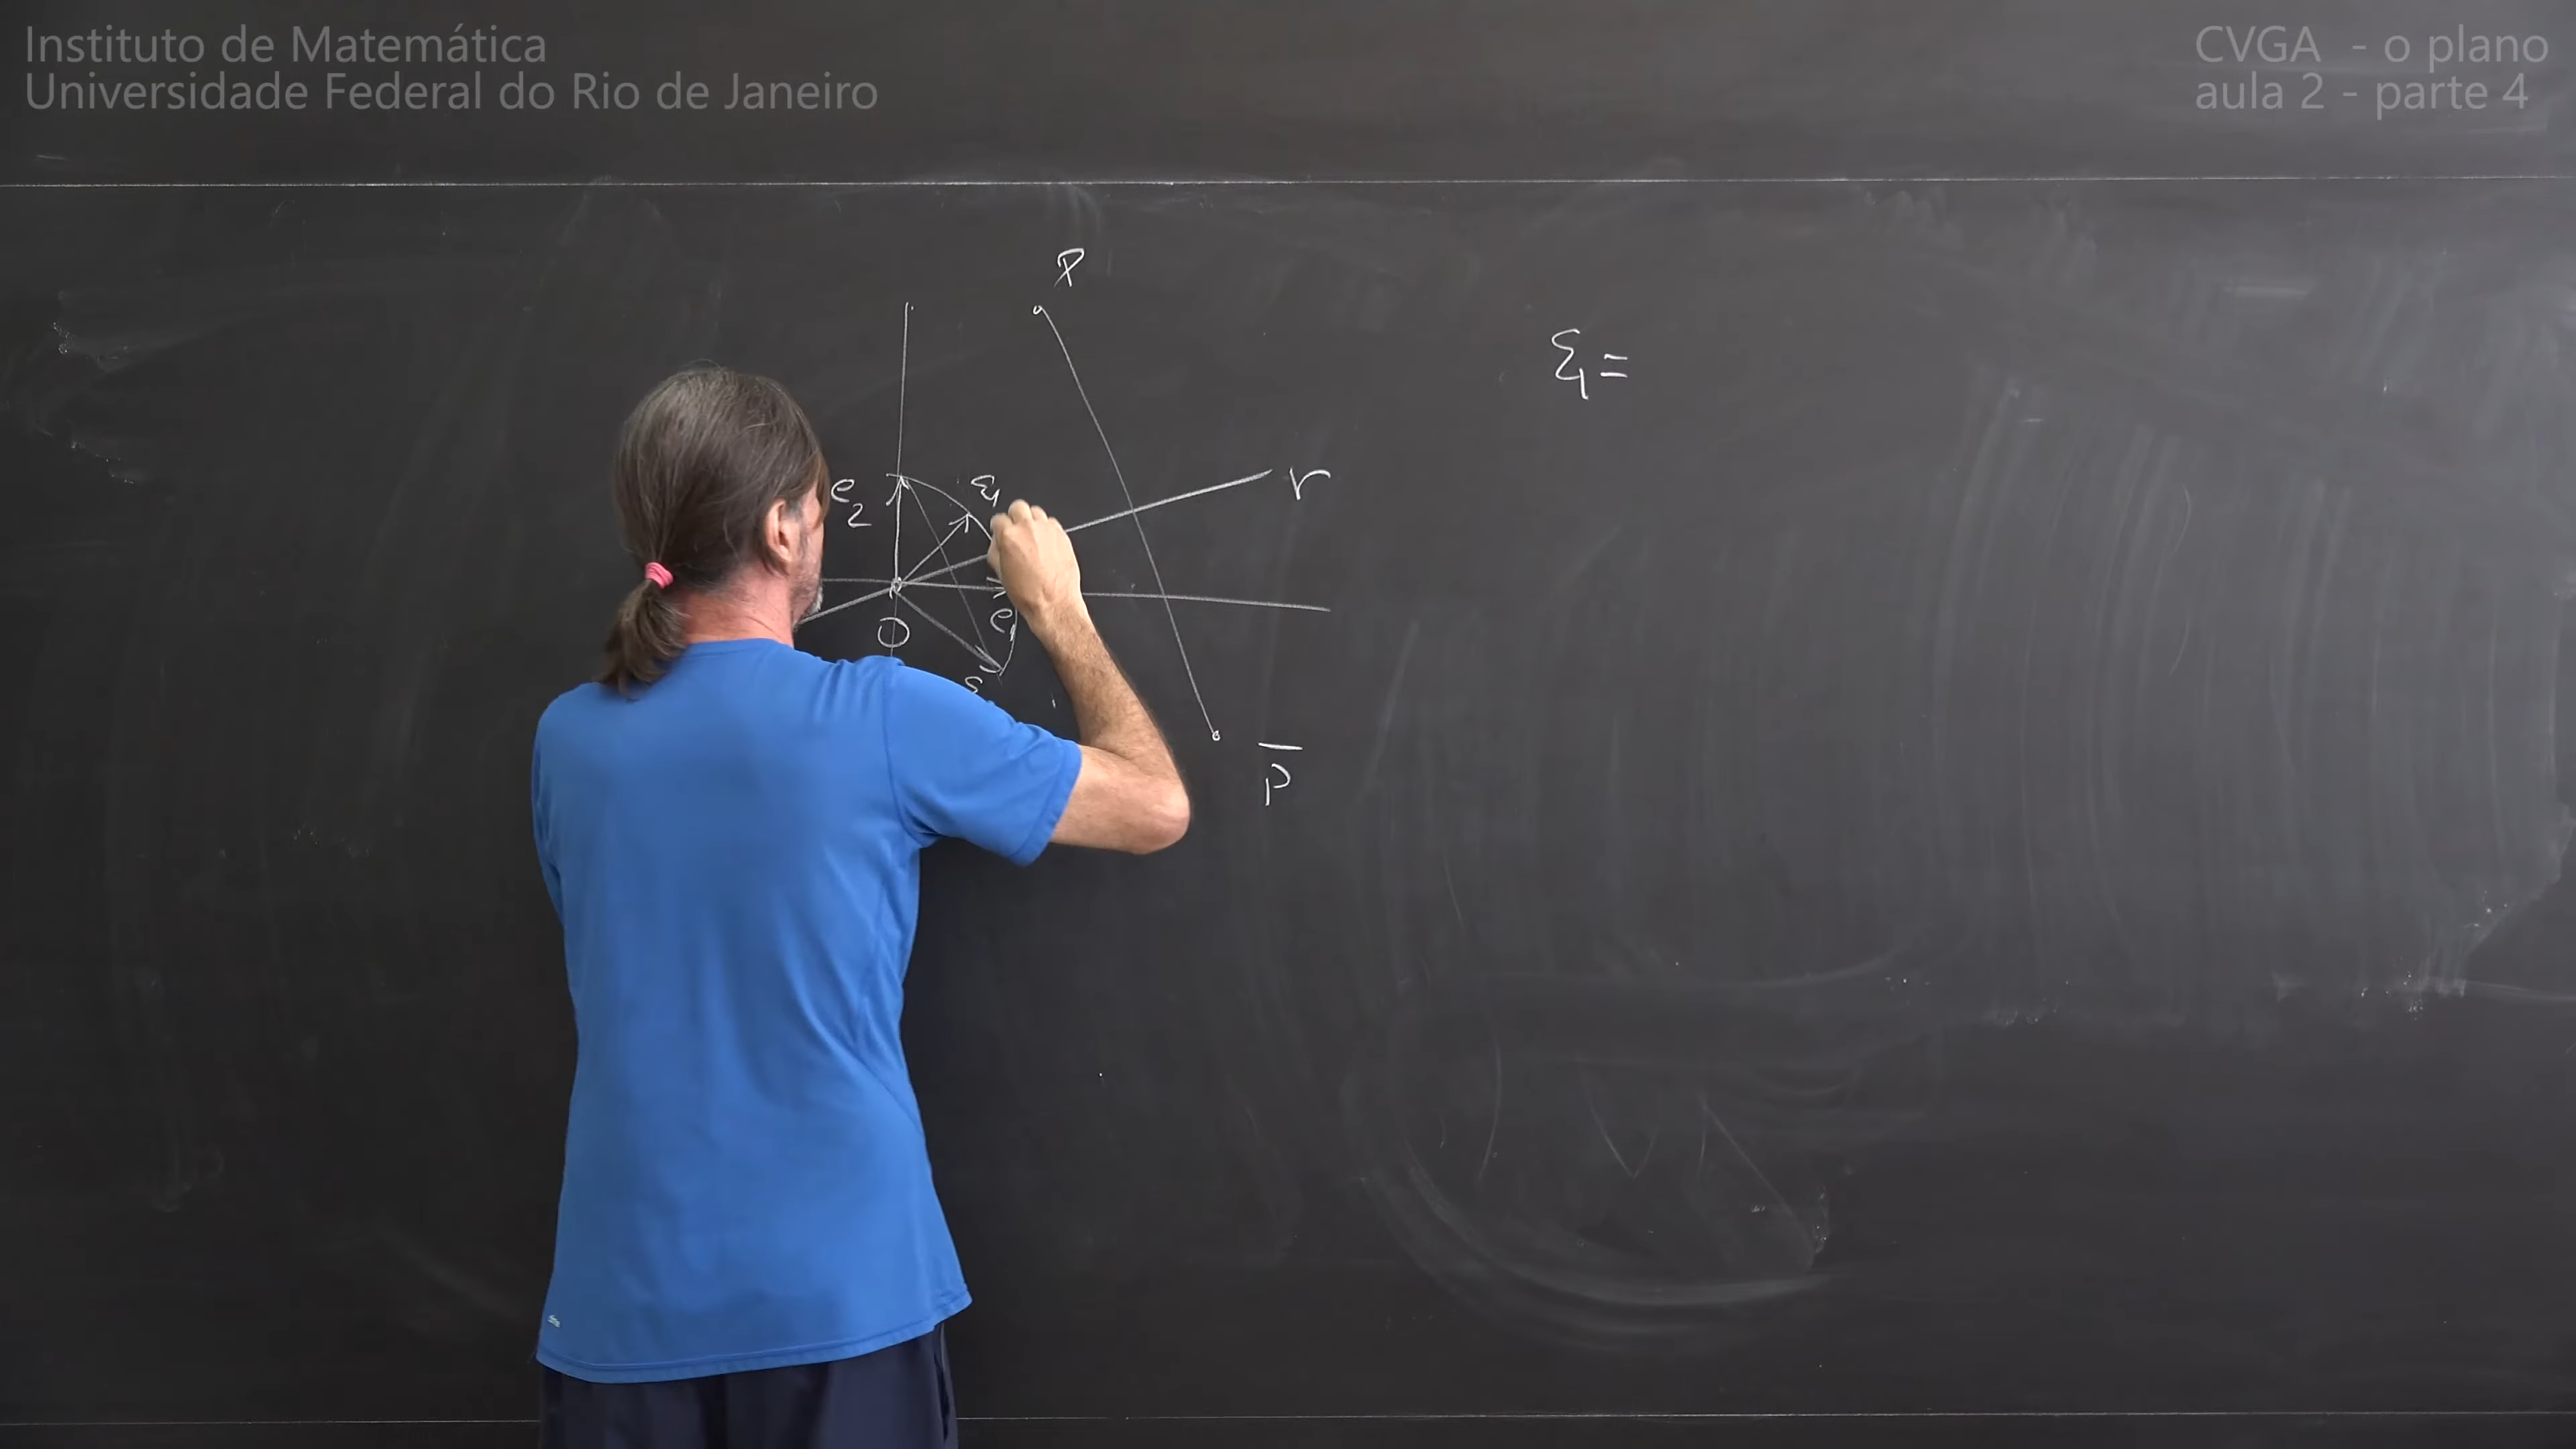 Instituto de Matemática
Universidade Federal do Rio de Janeiro
CVGA - o plano
aula 2 - parte 4
P
ε₁=
r
e₂
ε₁
e₁
O
P̅